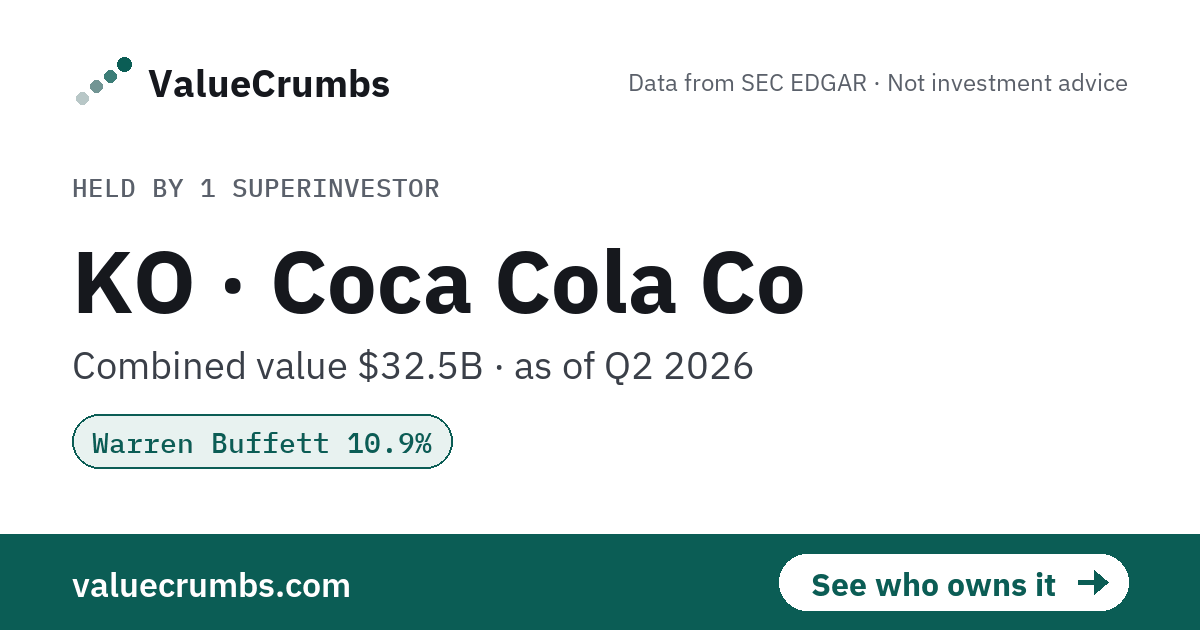 ValueCrumbs
Data from SEC EDGAR · Not investment advice
HELD BY 1 SUPERINVESTOR
KO · Coca Cola Co
Combined value $32.5B · as of Q2 2026
Warren Buffett 10.9%
valuecrumbs.com
See who owns it →